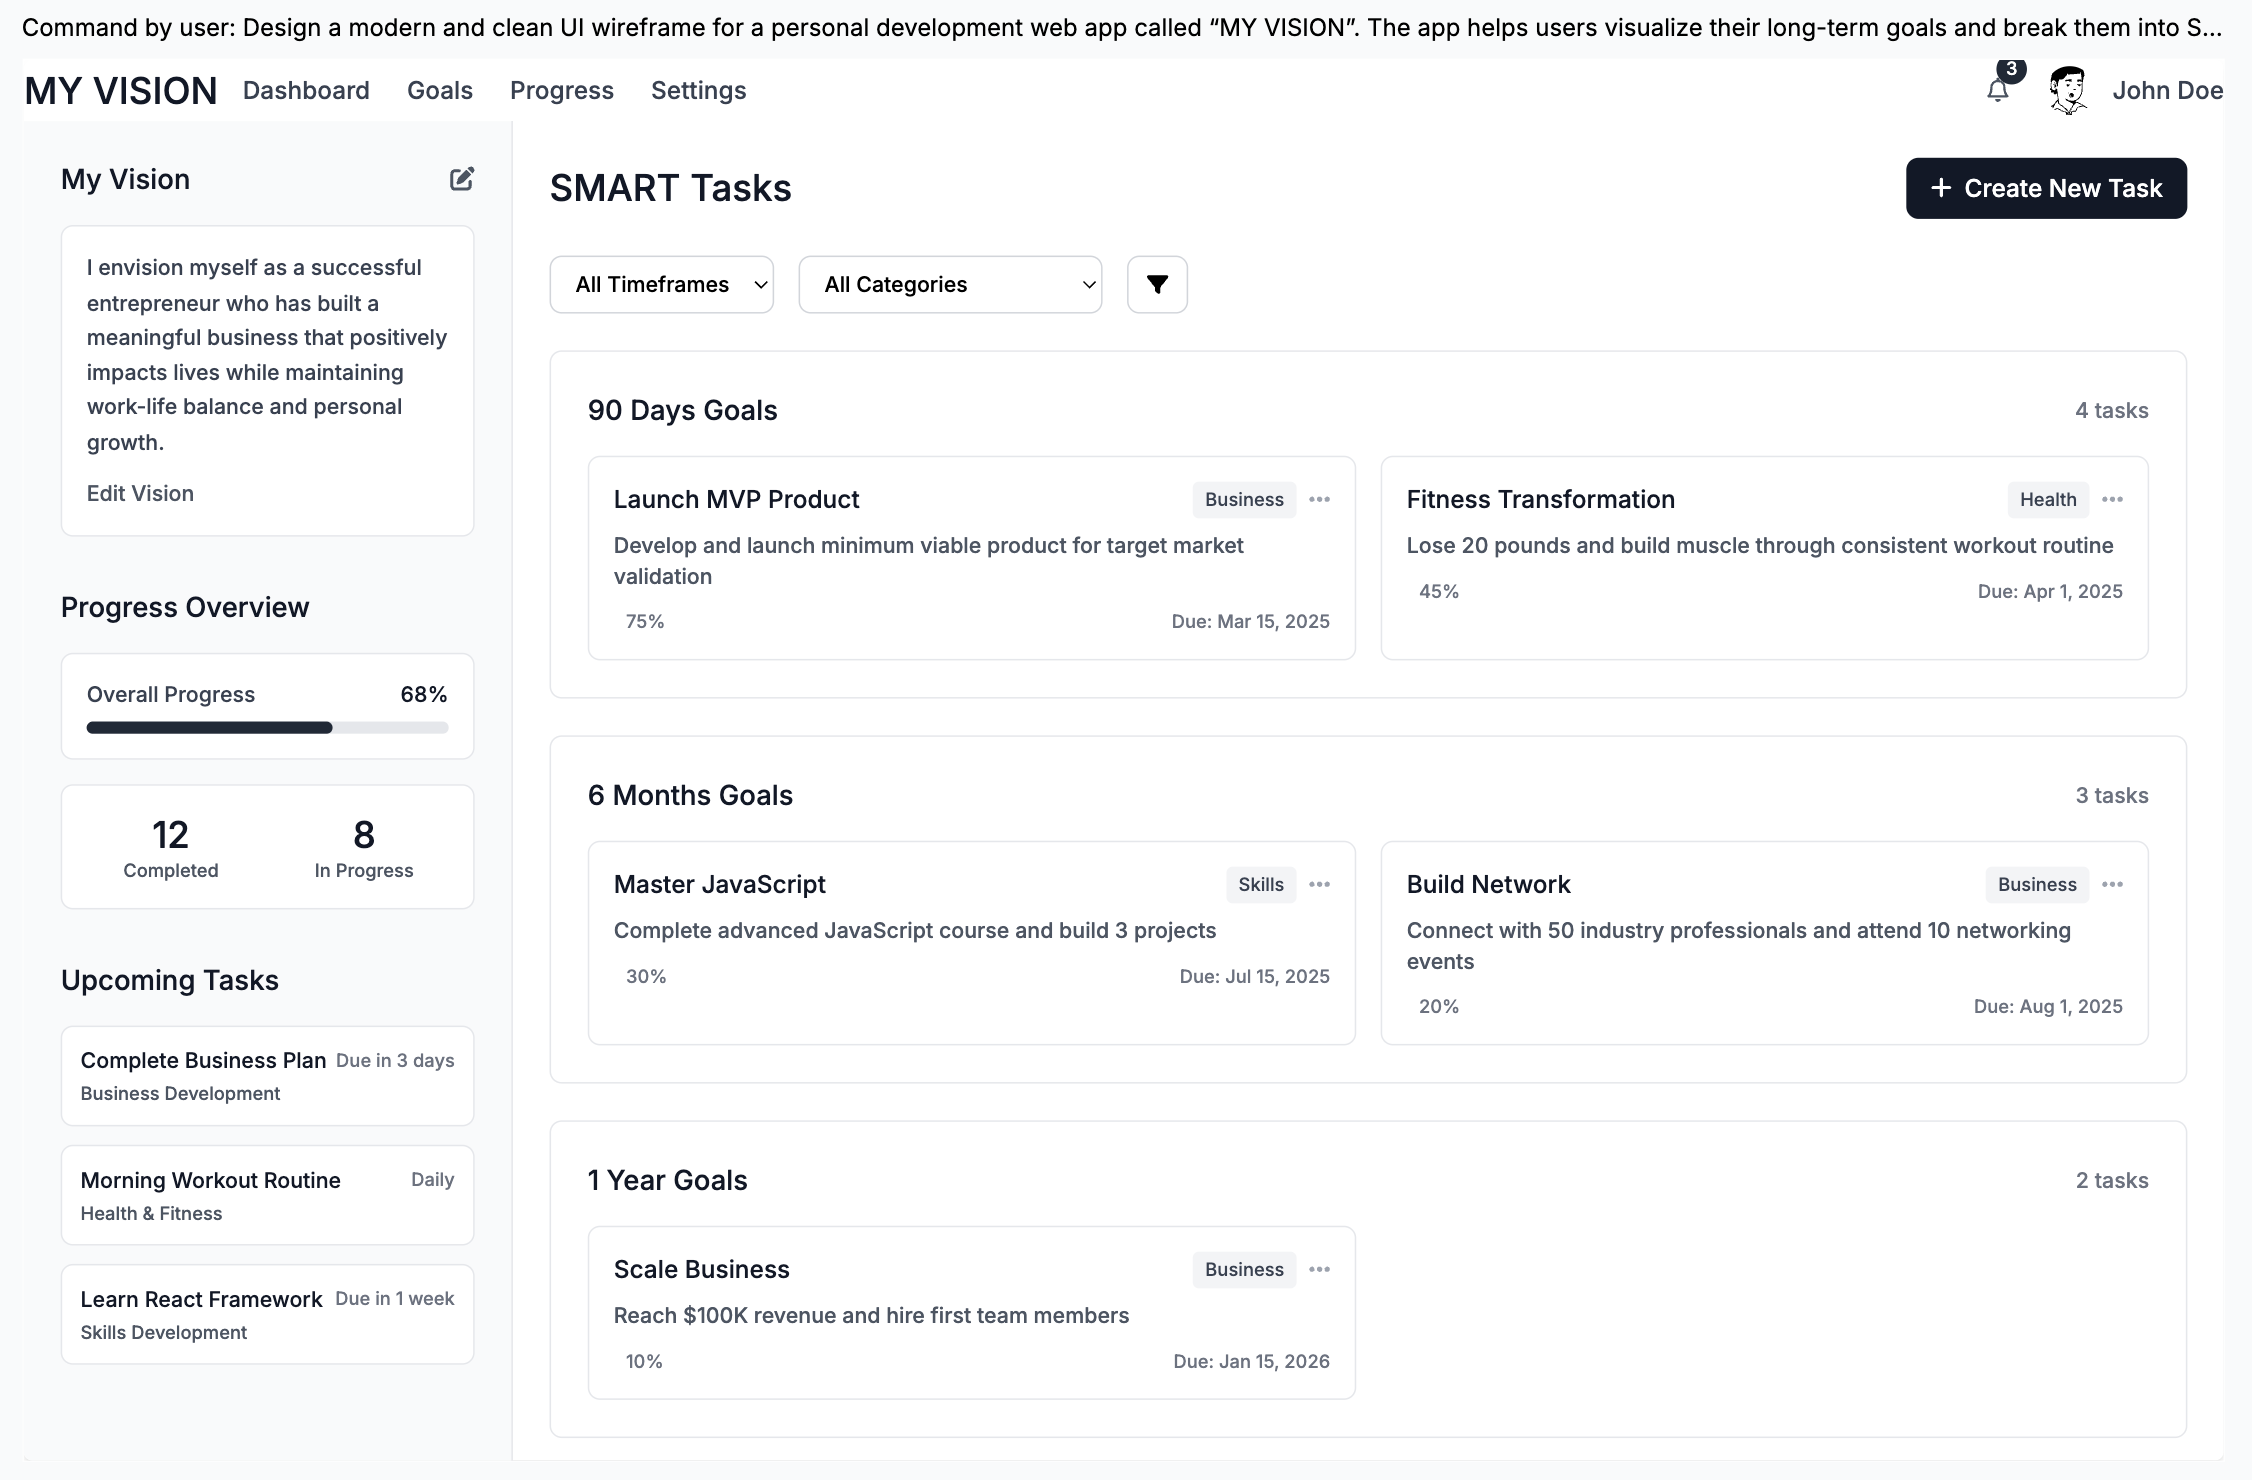 Command by user: Design a modern and clean UI wireframe for a personal development web app called “MY VISION”. The app helps users visualize their long-term goals and break them into S...
MY VISION Dashboard Goals Progress Settings 3 John Doe
My Vision
I envision myself as a successful
entrepreneur who has built a
meaningful business that positively
impacts lives while maintaining
work-life balance and personal
growth.
Edit Vision
Progress Overview
Overall Progress 68%
12 8
Completed In Progress
Upcoming Tasks
Complete Business Plan Due in 3 days
Business Development
Morning Workout Routine Daily
Health & Fitness
Learn React Framework Due in 1 week
Skills Development
SMART Tasks
+ Create New Task
All Timeframes All Categories
90 Days Goals 4 tasks
Launch MVP Product Business
Develop and launch minimum viable product for target market
validation
75% Due: Mar 15, 2025
Fitness Transformation Health
Lose 20 pounds and build muscle through consistent workout routine
45% Due: Apr 1, 2025
6 Months Goals 3 tasks
Master JavaScript Skills
Complete advanced JavaScript course and build 3 projects
30% Due: Jul 15, 2025
Build Network Business
Connect with 50 industry professionals and attend 10 networking
events
20% Due: Aug 1, 2025
1 Year Goals 2 tasks
Scale Business Business
Reach $100K revenue and hire first team members
10% Due: Jan 15, 2026